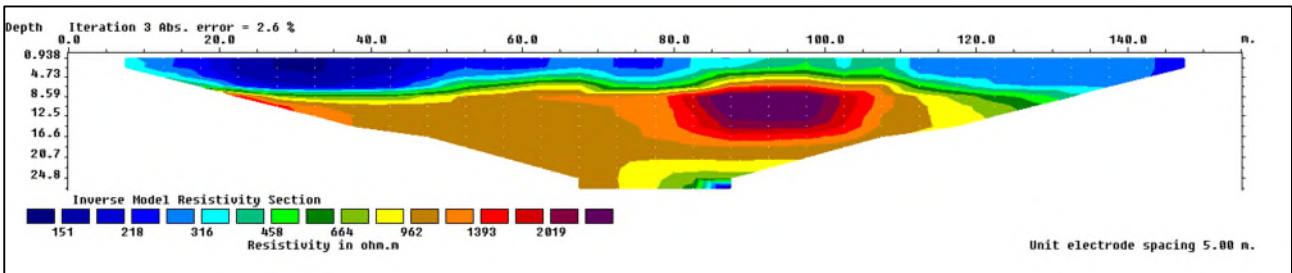 Depth Iteration 3 Abs. error = 2.6 %
0.0 20.0 40.0 60.0 80.0 100.0 120.0 140.0 m.
0.938
4.73
8.59
12.5
16.6
20.7
24.8
Inverse Model Resistivity Section
151 218 316 458 664 962 1393 2019
Resistivity in ohm.m Unit electrode spacing 5.00 m.